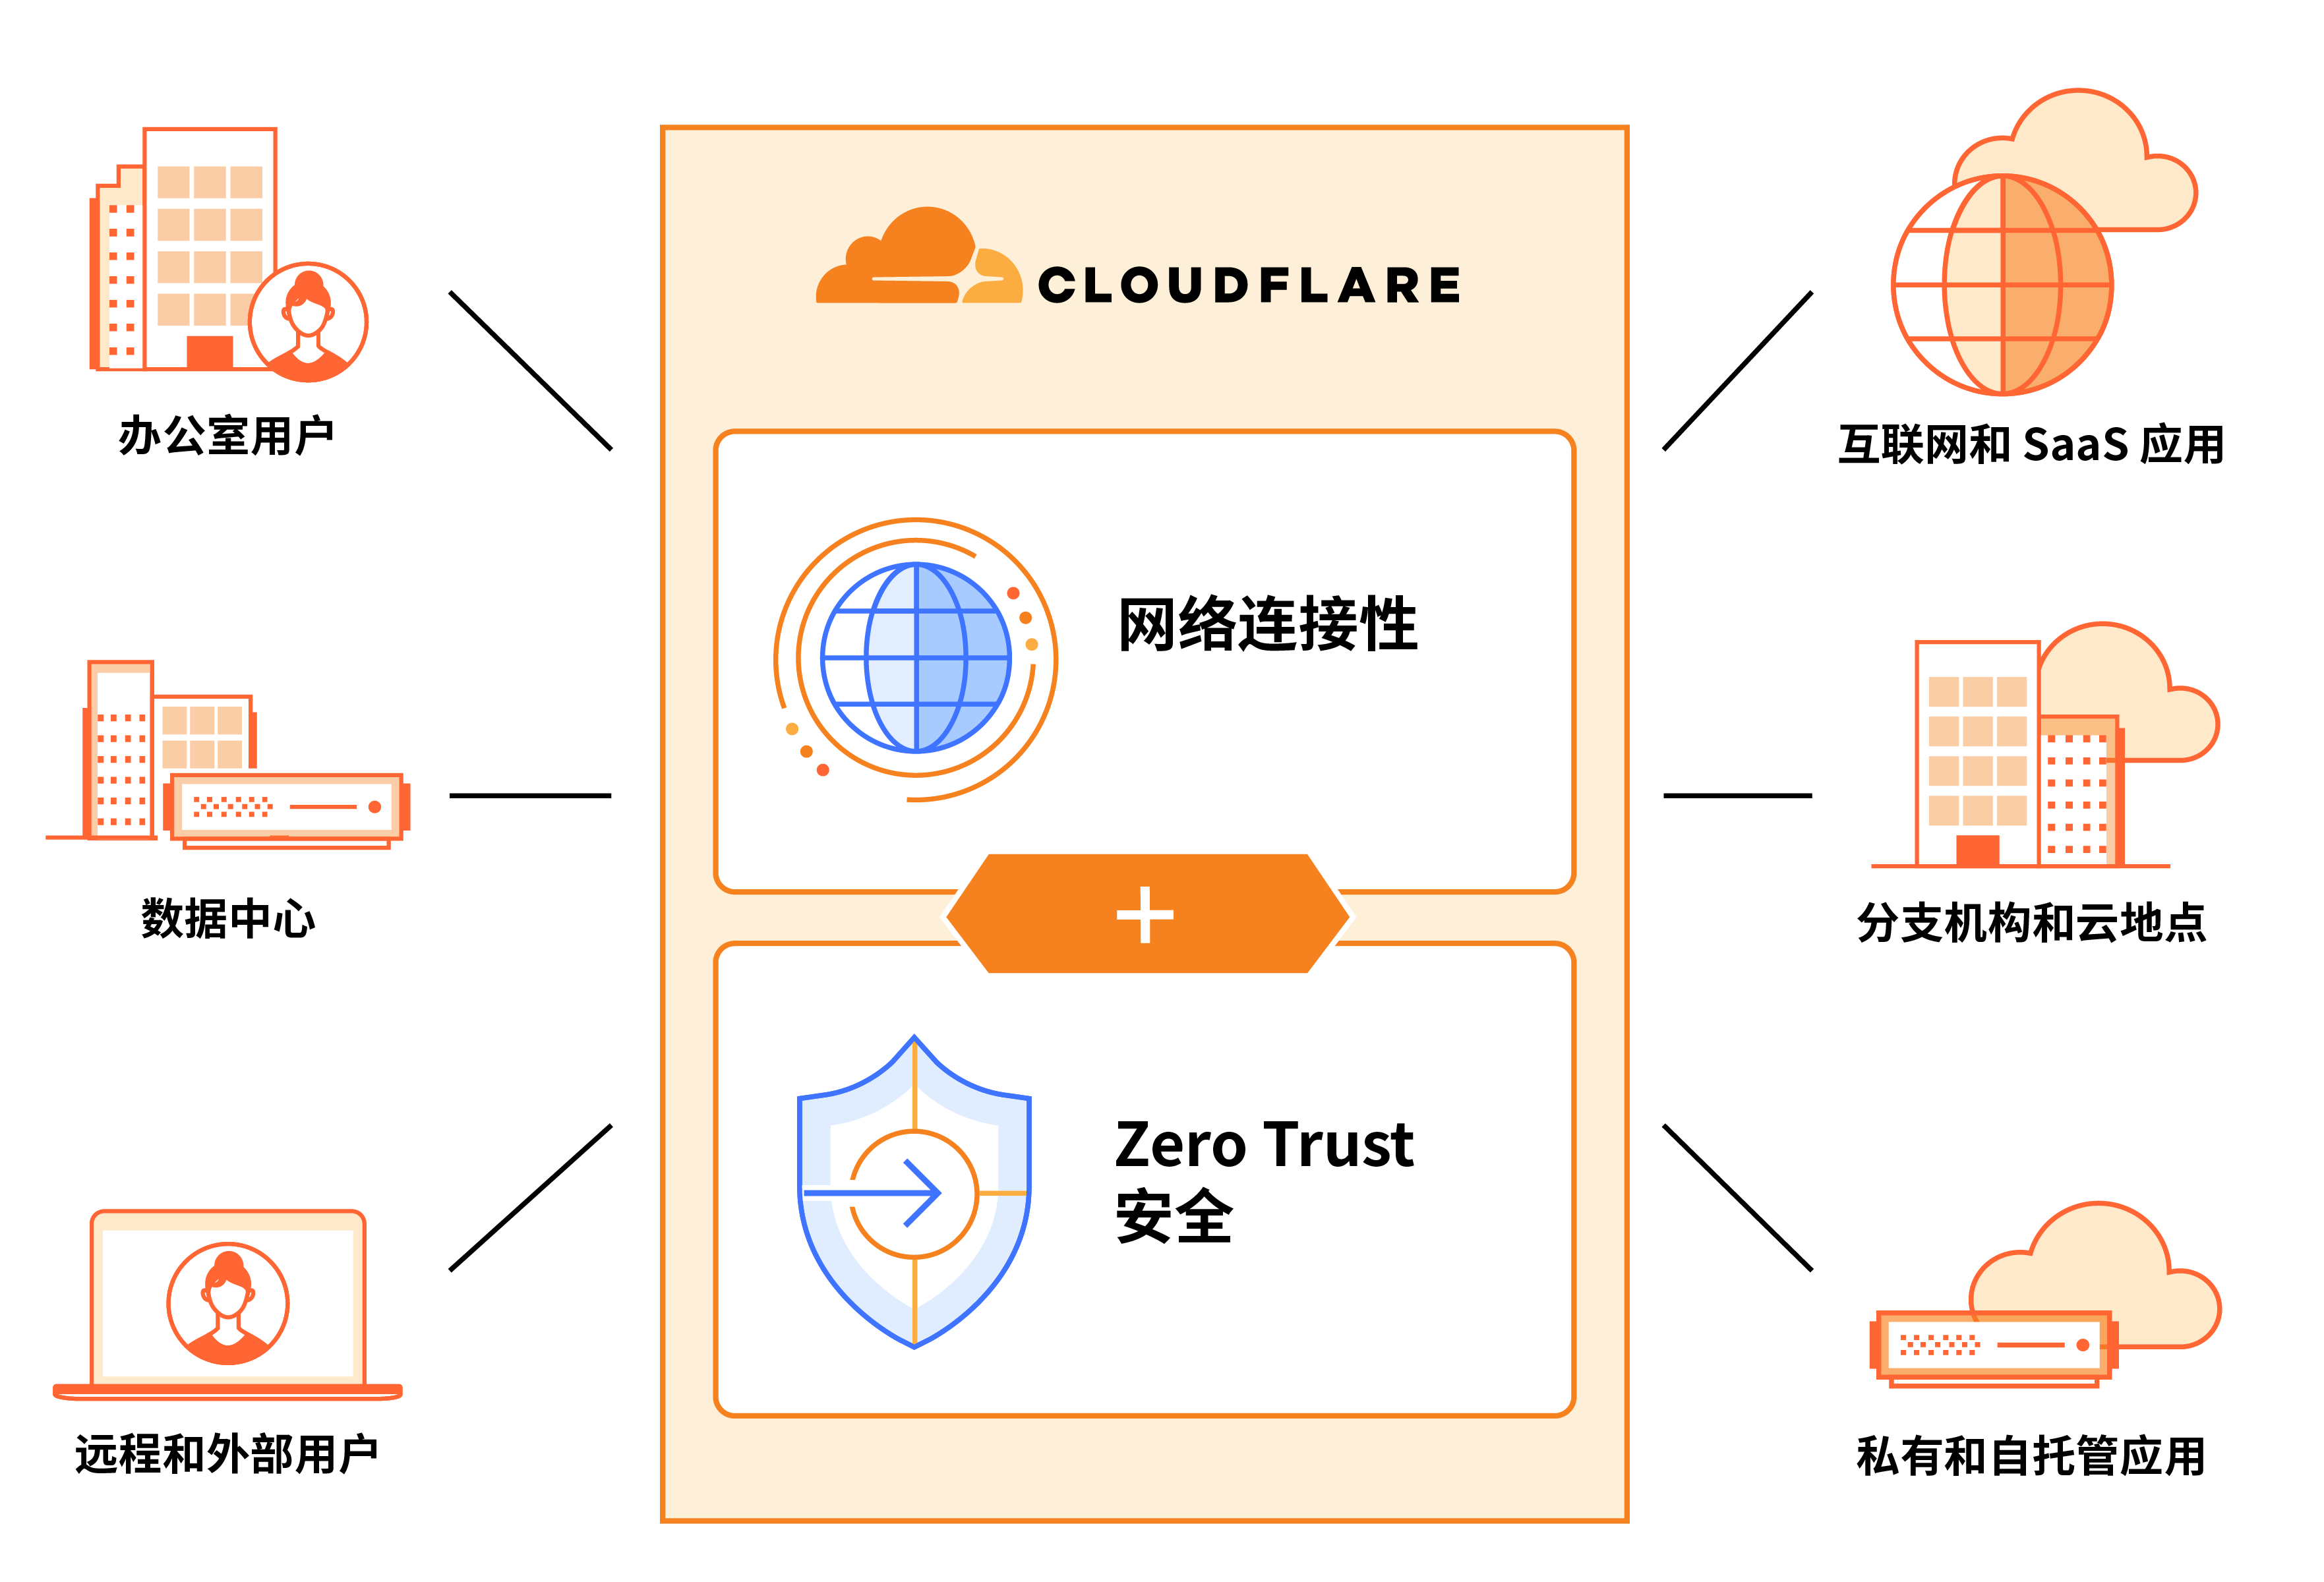 办公室用户
数据中心
远程和外部用户
CLOUDFLARE
网络连接性
+
Zero Trust
安全
互联网和 SaaS 应用
分支机构和云地点
私有和自托管应用